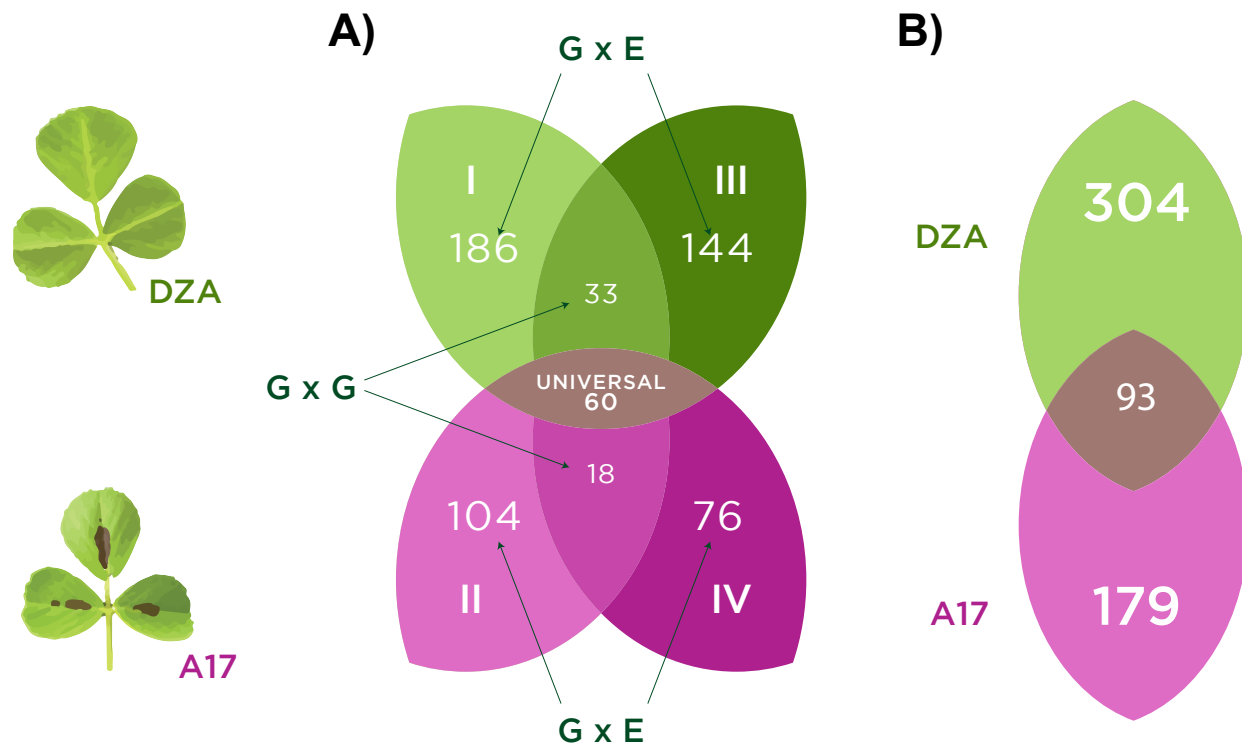 A)
B)
G x E
I
III
186
144
33
DZA
304
DZA
G x G
UNIVERSAL
60
93
18
104
76
II
IV
A17
179
A17
G x E